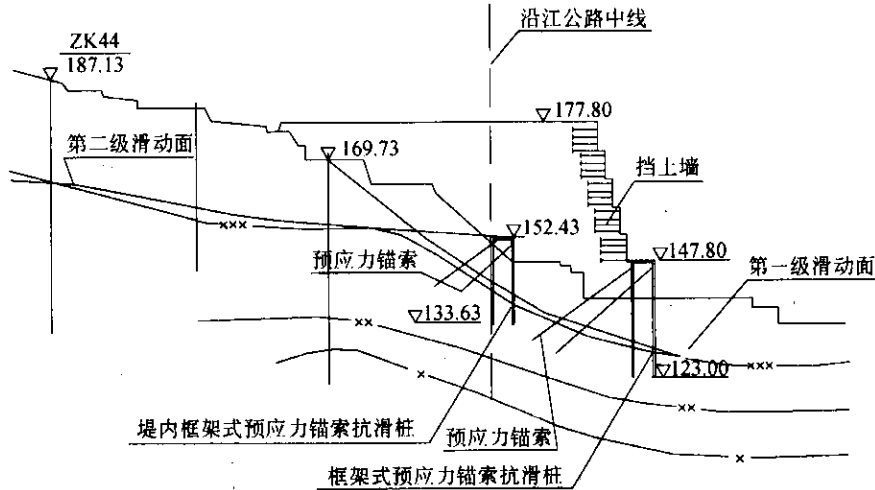 沿江公路中线
ZK44
187.13
177.80
第二级滑动面
169.73
挡土墙
152.43
147.80
预应力锚索
第一级滑动面
133.63
×××
×××
××
123.00
×
××
堤内框架式预应力锚索抗滑桩
预应力锚索
×
框架式预应力锚索抗滑桩